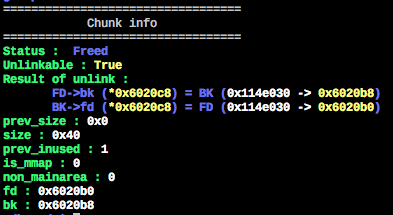 ==================================
Chunk info
==================================
Status : Freed
Unlinkable : True
Result of unlink :
FD->bk (*0x6020c8) = BK (0x114e030 -> 0x6020b8)
BK->fd (*0x6020c8) = FD (0x114e030 -> 0x6020b0)
prev_size : 0x0
size : 0x40
prev_inused : 1
is_mmap : 0
non_mainarea : 0
fd : 0x6020b0
bk : 0x6020b8